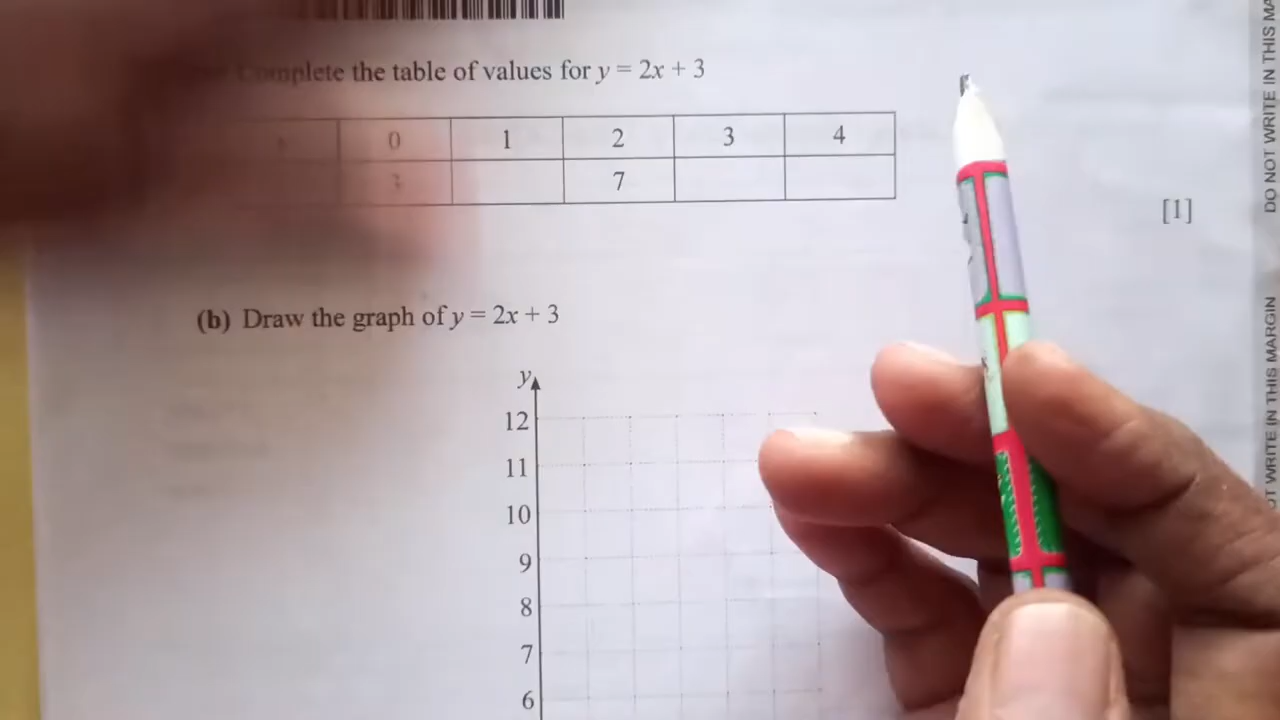 Complete the table of values for y = 2x + 3
0 1 2 3 4
3 7
[1]
(b) Draw the graph of y = 2x + 3
y
12
11
10
9
8
7
6
DO NOT WRITE IN THIS MA
OT WRITE IN THIS MARGIN